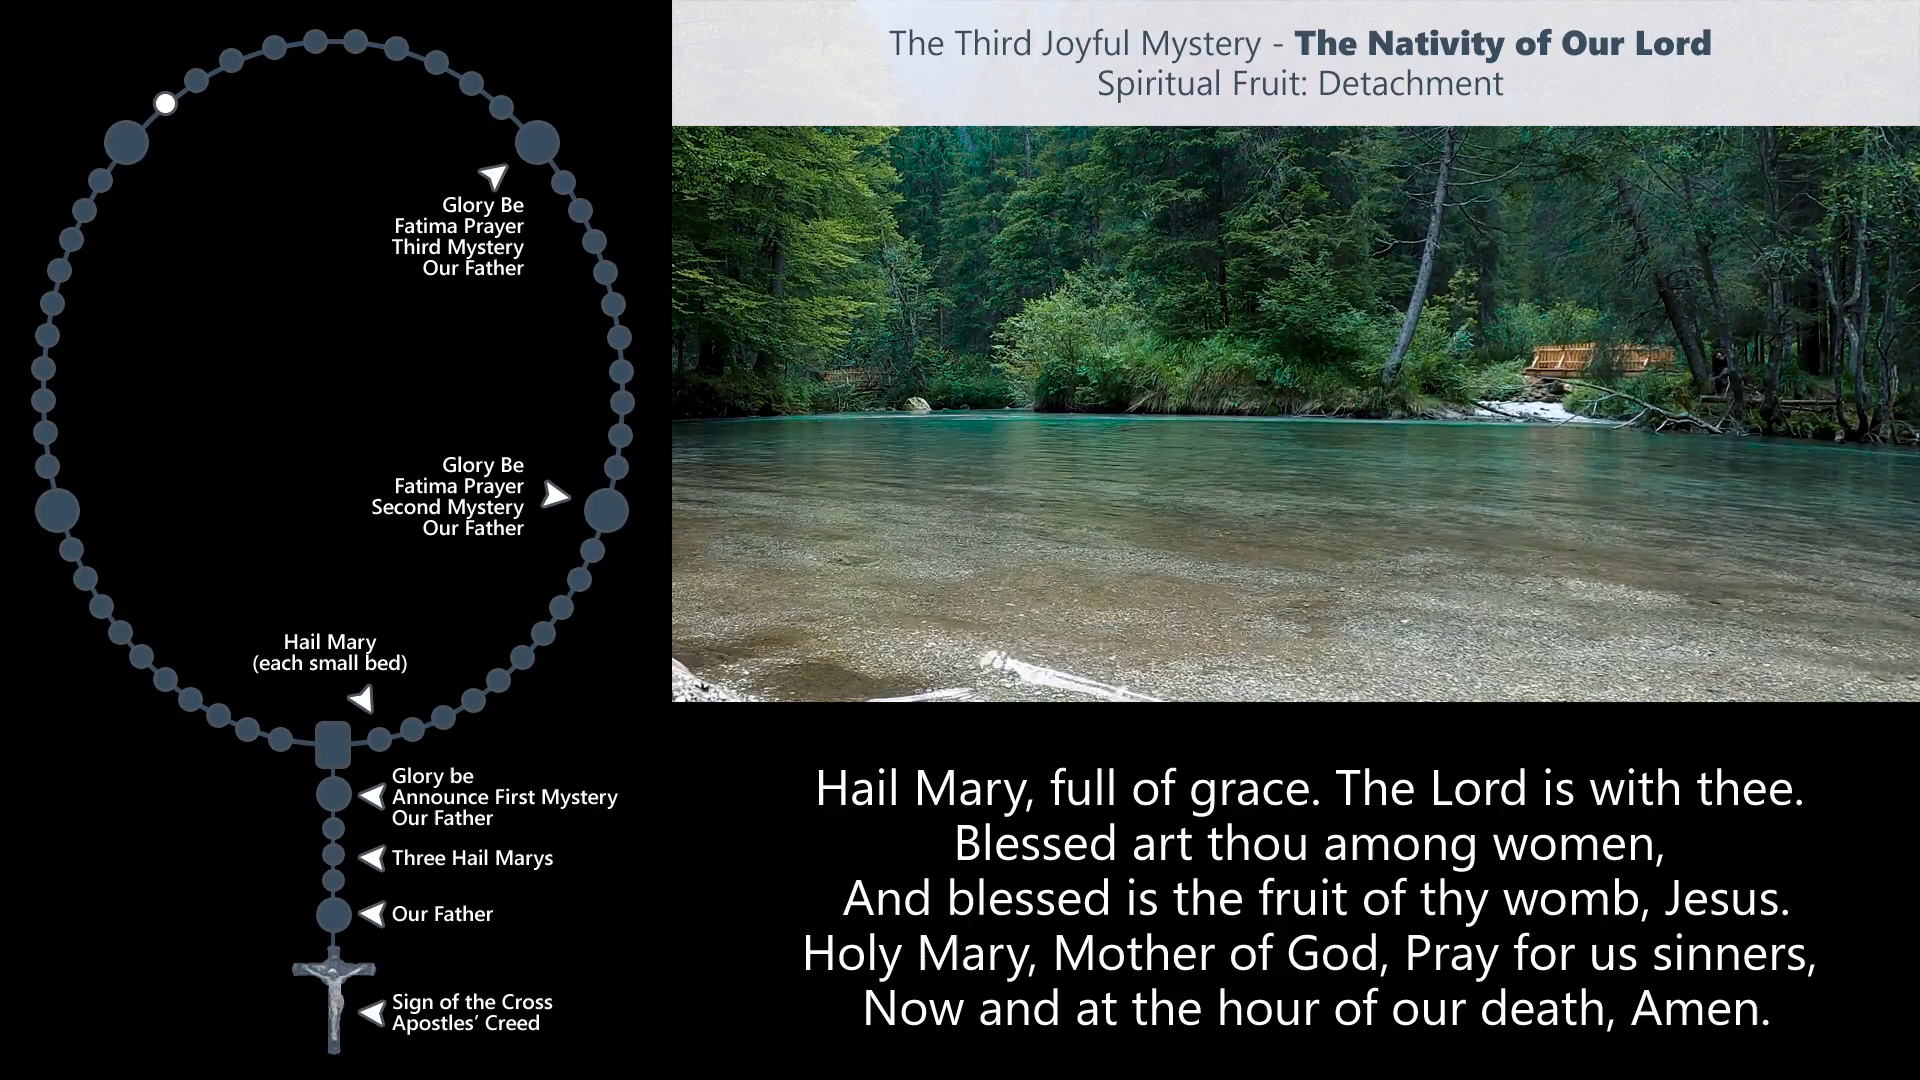 The Third Joyful Mystery - The Nativity of Our Lord
Spiritual Fruit: Detachment
Glory Be
Fatima Prayer
Third Mystery
Our Father
Glory Be
Fatima Prayer
Second Mystery
Our Father
Hail Mary
(each small bed)
Glory be
Announce First Mystery
Our Father
Three Hail Marys
Our Father
Sign of the Cross
Apostles’ Creed
Hail Mary, full of grace. The Lord is with thee.
Blessed art thou among women,
And blessed is the fruit of thy womb, Jesus.
Holy Mary, Mother of God, Pray for us sinners,
Now and at the hour of our death, Amen.